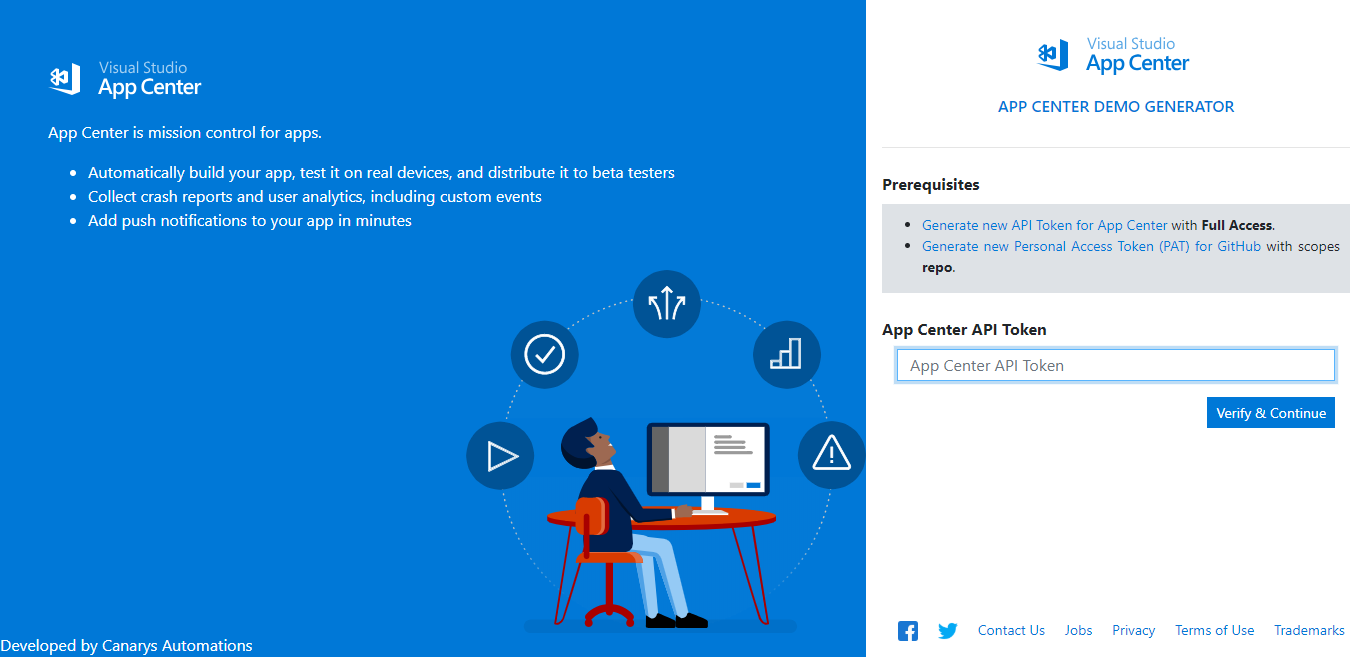 Visual Studio
App Center
App Center is mission control for apps.
Automatically build your app, test it on real devices, and distribute it to beta testers
Collect crash reports and user analytics, including custom events
Add push notifications to your app in minutes
Developed by Canarys Automations
Visual Studio
App Center
APP CENTER DEMO GENERATOR
Prerequisites
Generate new API Token for App Center with Full Access.
Generate new Personal Access Token (PAT) for GitHub with scopes
repo.
App Center API Token
App Center API Token
Verify & Continue
Contact Us Jobs Privacy Terms of Use Trademarks